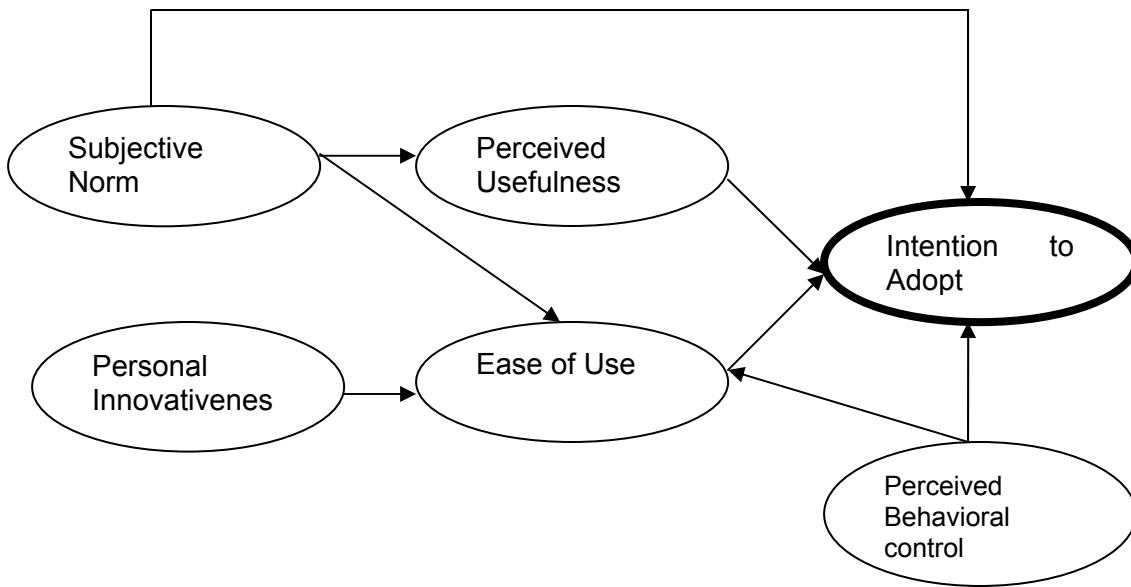 Subjective
Norm
Perceived
Usefulness
Intention to
Adopt
Personal
Innovativenes
Ease of Use
Perceived
Behavioral
control